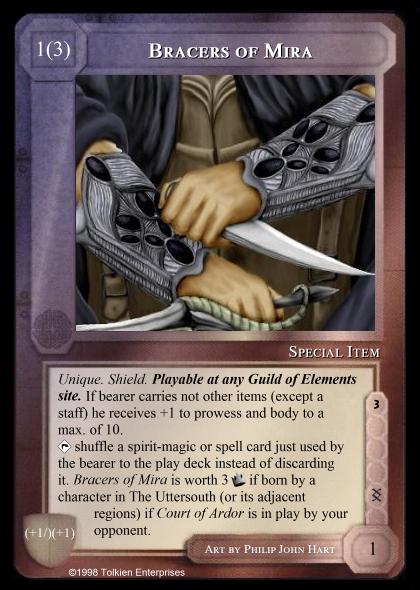 1(3)
BRACERS OF MIRA
SPECIAL ITEM
Unique. Shield. Playable at any Guild of Elements
site. If bearer carries not other items (except a
staff) he receives +1 to prowess and body to a
max. of 10.
shuffle a spirit-magic or spell card just used by
the bearer to the play deck instead of discarding
it. Bracers of Mira is worth 3 if born by a
character in The Uttersouth (or its adjacent
regions) if Court of Ardor is in play by your
opponent.
3
(+1/)(+1)
ART BY PHILIP JOHN HART
1
©1998 Tolkien Enterprises